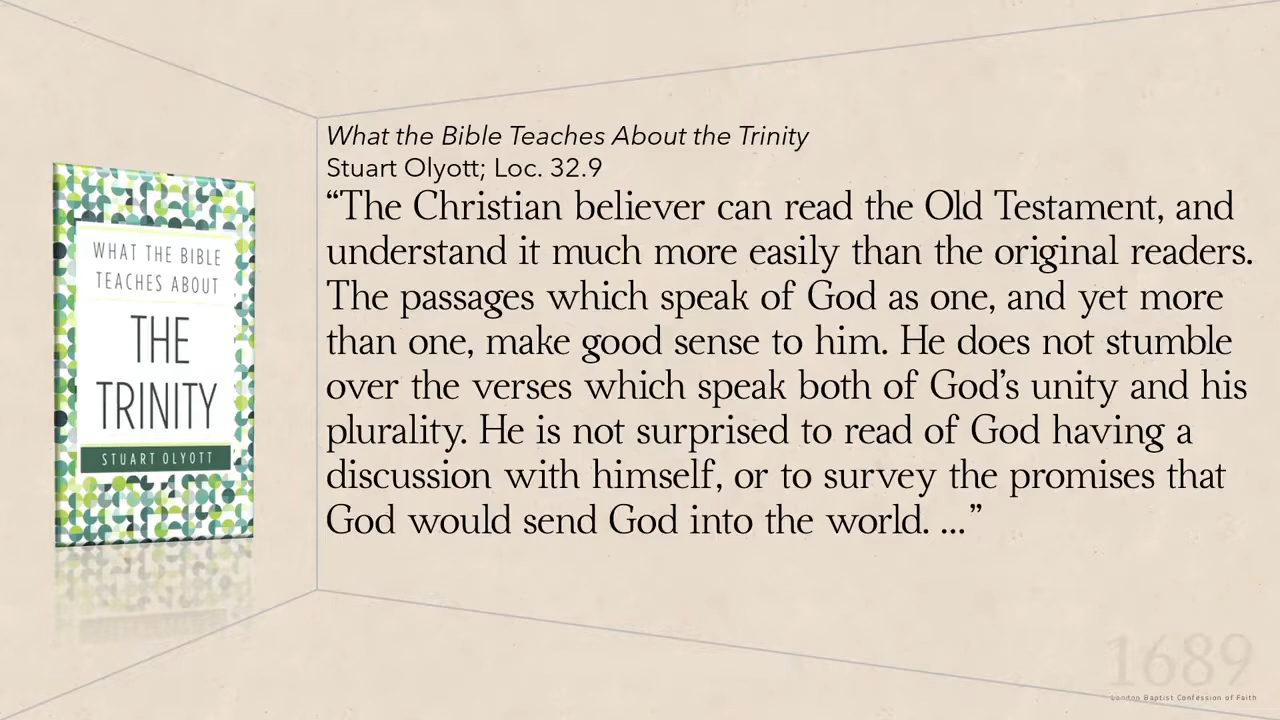 What the Bible Teaches About the Trinity
Stuart Olyott; Loc. 32.9
“The Christian believer can read the Old Testament, and
understand it much more easily than the original readers.
The passages which speak of God as one, and yet more
than one, make good sense to him. He does not stumble
over the verses which speak both of God’s unity and his
plurality. He is not surprised to read of God having a
discussion with himself, or to survey the promises that
God would send God into the world. ...”
WHAT THE BIBLE
TEACHES ABOUT
THE
TRINITY
STUART OLYOTT
1689
London Baptist Confession of Faith